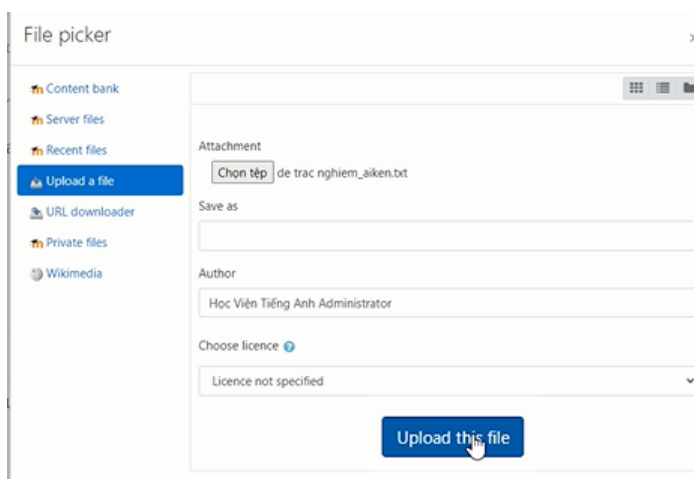 File picker
Content bank
Server files
Recent files
Upload a file
URL downloader
Private files
Wikimedia
Attachment
Chọn tệp de trac nghiem_aiken.txt
Save as
Author
Học Viện Tiếng Anh Administrator
Choose licence
Licence not specified
Upload this file